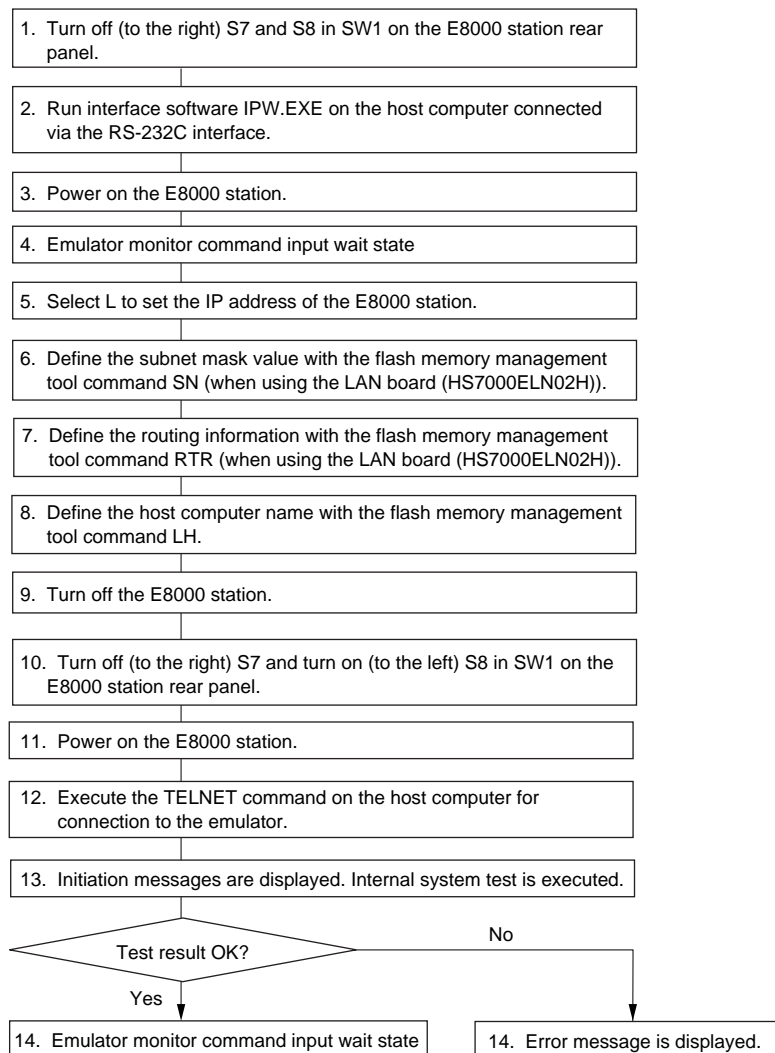 1. Turn off (to the right) S7 and S8 in SW1 on the E8000 station rear
panel.
2. Run interface software IPW.EXE on the host computer connected
via the RS-232C interface.
3. Power on the E8000 station.
4. Emulator monitor command input wait state
5. Select L to set the IP address of the E8000 station.
6. Define the subnet mask value with the flash memory management
tool command SN (when using the LAN board (HS7000ELN02H)).
7. Define the routing information with the flash memory management
tool command RTR (when using the LAN board (HS7000ELN02H)).
8. Define the host computer name with the flash memory management
tool command LH.
9. Turn off the E8000 station.
10. Turn off (to the right) S7 and turn on (to the left) S8 in SW1 on the
E8000 station rear panel.
11. Power on the E8000 station.
12. Execute the TELNET command on the host computer for
connection to the emulator.
13. Initiation messages are displayed. Internal system test is executed.
Test result OK?
No
Yes
14. Emulator monitor command input wait state
14. Error message is displayed.